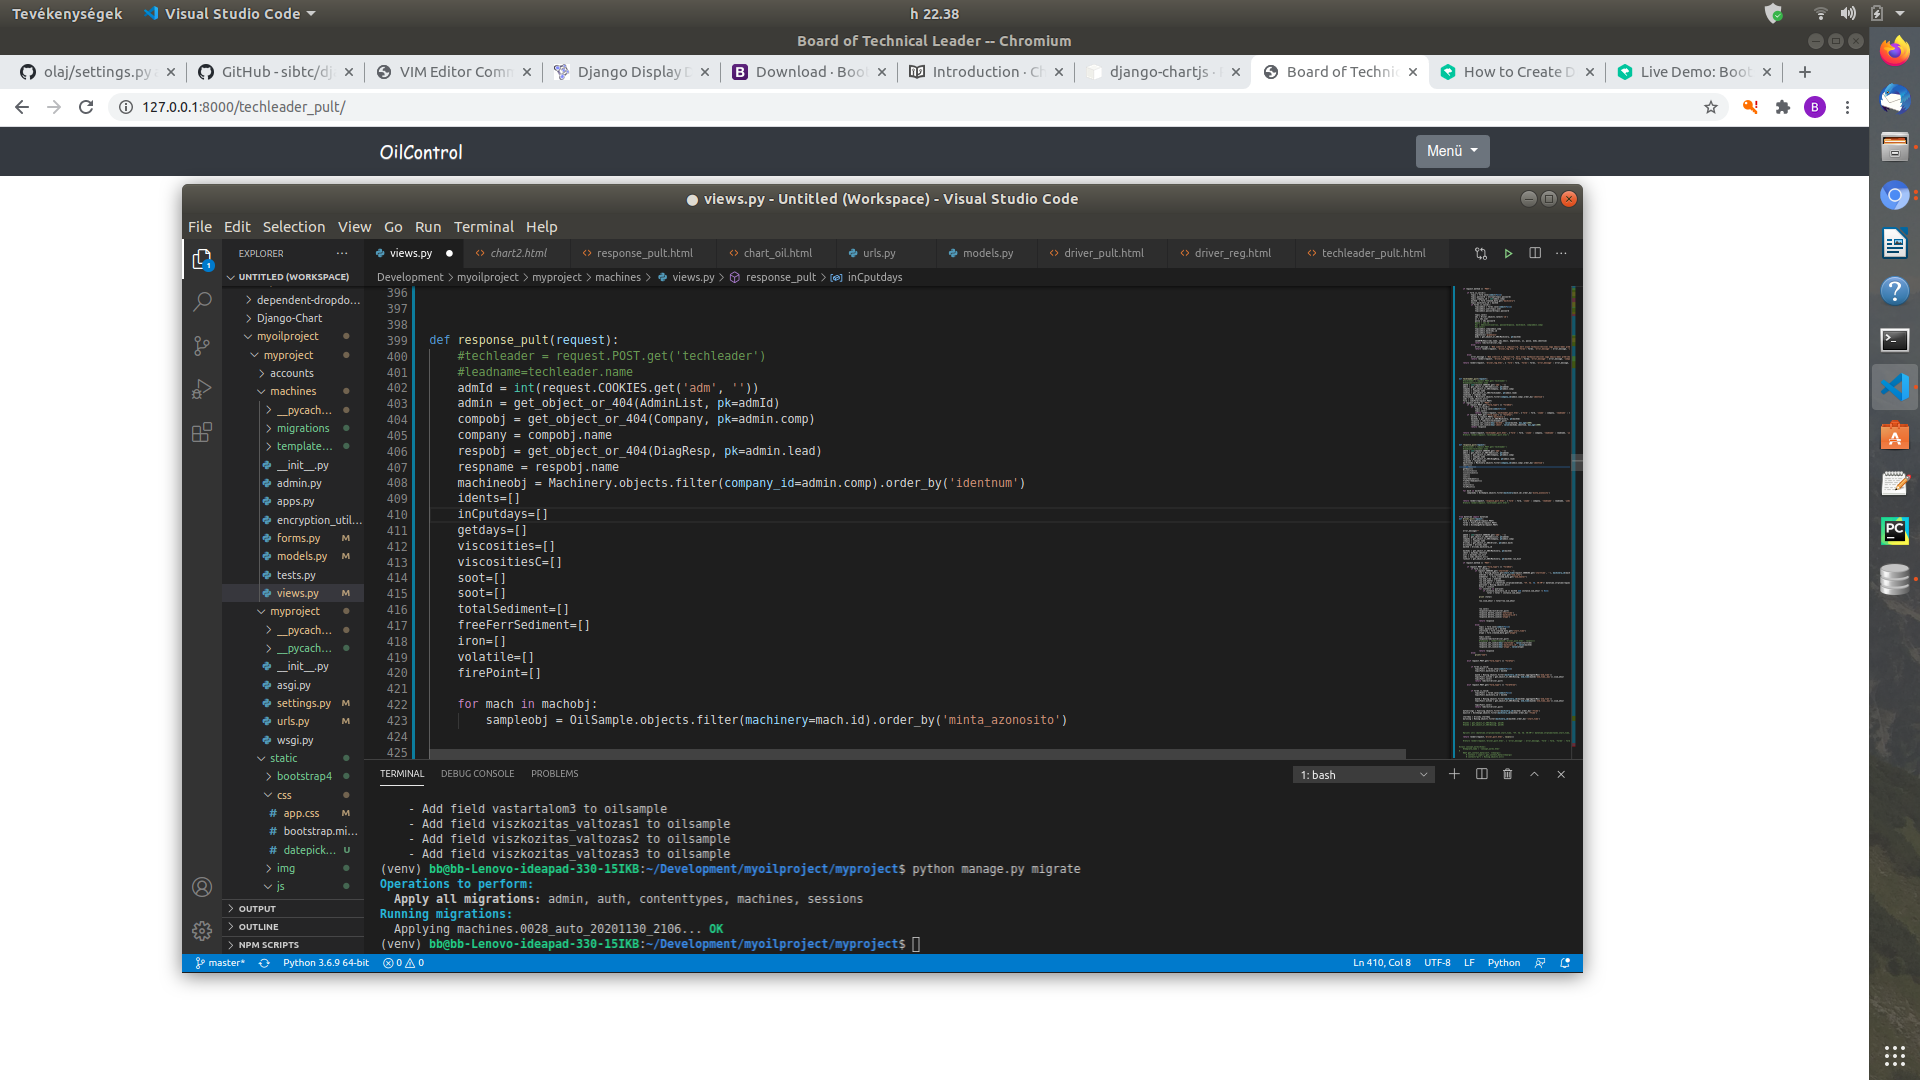 Tevékenységek
Visual Studio Code
h 22.38
Board of Technical Leader -- Chromium
olaj/settings.py
GitHub - sibtc/dj
VIM Editor Comm
Django Display D
Download · Boot
Introduction · Ch
django-chartjs ·
Board of Technic
How to Create D
Live Demo: Boot
127.0.0.1:8000/techleader_pult/
B
OilControl
Menü
● views.py - Untitled (Workspace) - Visual Studio Code
File Edit Selection View Go Run Terminal Help
EXPLORER
views.py
chart2.html
response_pult.html
chart_oil.html
urls.py
models.py
driver_pult.html
driver_reg.html
techleader_pult.html
1
UNTITLED (WORKSPACE)
Development > myoilproject > myproject > machines > views.py > response_pult > inCputdays
dependent-dropdo...
Django-Chart
myoilproject
myproject
accounts
machines
__pycach...
migrations
template...
__init__.py
admin.py
apps.py
encryption_util...
forms.py M
models.py M
tests.py
views.py M
myproject
__pycach...
__pycach...
__init__.py
asgi.py
settings.py M
urls.py M
wsgi.py
static
bootstrap4
css
# app.css M
# bootstrap.mi...
# datepick... U
img
js
OUTPUT
OUTLINE
NPM SCRIPTS
396
397
398
399 def response_pult(request):
400 #techleader = request.POST.get('techleader')
401 #leadname=techleader.name
402 admId = int(request.COOKIES.get('adm', ''))
403 admin = get_object_or_404(AdminList, pk=admId)
404 compobj = get_object_or_404(Company, pk=admin.comp)
405 company = compobj.name
406 respobj = get_object_or_404(DiagResp, pk=admin.lead)
407 respname = respobj.name
408 machineobj = Machinery.objects.filter(company_id=admin.comp).order_by('identnum')
409 idents=[]
410 inCputdays=[]
411 getdays=[]
412 viscosities=[]
413 viscositiesC=[]
414 soot=[]
415 soot=[]
416 totalSediment=[]
417 freeFerrSediment=[]
418 iron=[]
419 volatile=[]
420 firePoint=[]
421
422 for mach in machobj:
423 sampleobj = OilSample.objects.filter(machinery=mach.id).order_by('minta_azonosito')
424
425
TERMINAL DEBUG CONSOLE PROBLEMS
1: bash
- Add field vastartalom3 to oilsample
- Add field viszkozitas_valtozas1 to oilsample
- Add field viszkozitas_valtozas2 to oilsample
- Add field viszkozitas_valtozas3 to oilsample
(venv) bb@bb-Lenovo-ideapad-330-15IKB:~/Development/myoilproject/myproject$ python manage.py migrate
Operations to perform:
Apply all migrations: admin, auth, contenttypes, machines, sessions
Running migrations:
Applying machines.0028_auto_20201130_2106... OK
(venv) bb@bb-Lenovo-ideapad-330-15IKB:~/Development/myoilproject/myproject$
master*
Python 3.6.9 64-bit
0 0
Ln 410, Col 8
UTF-8
LF
Python
PC